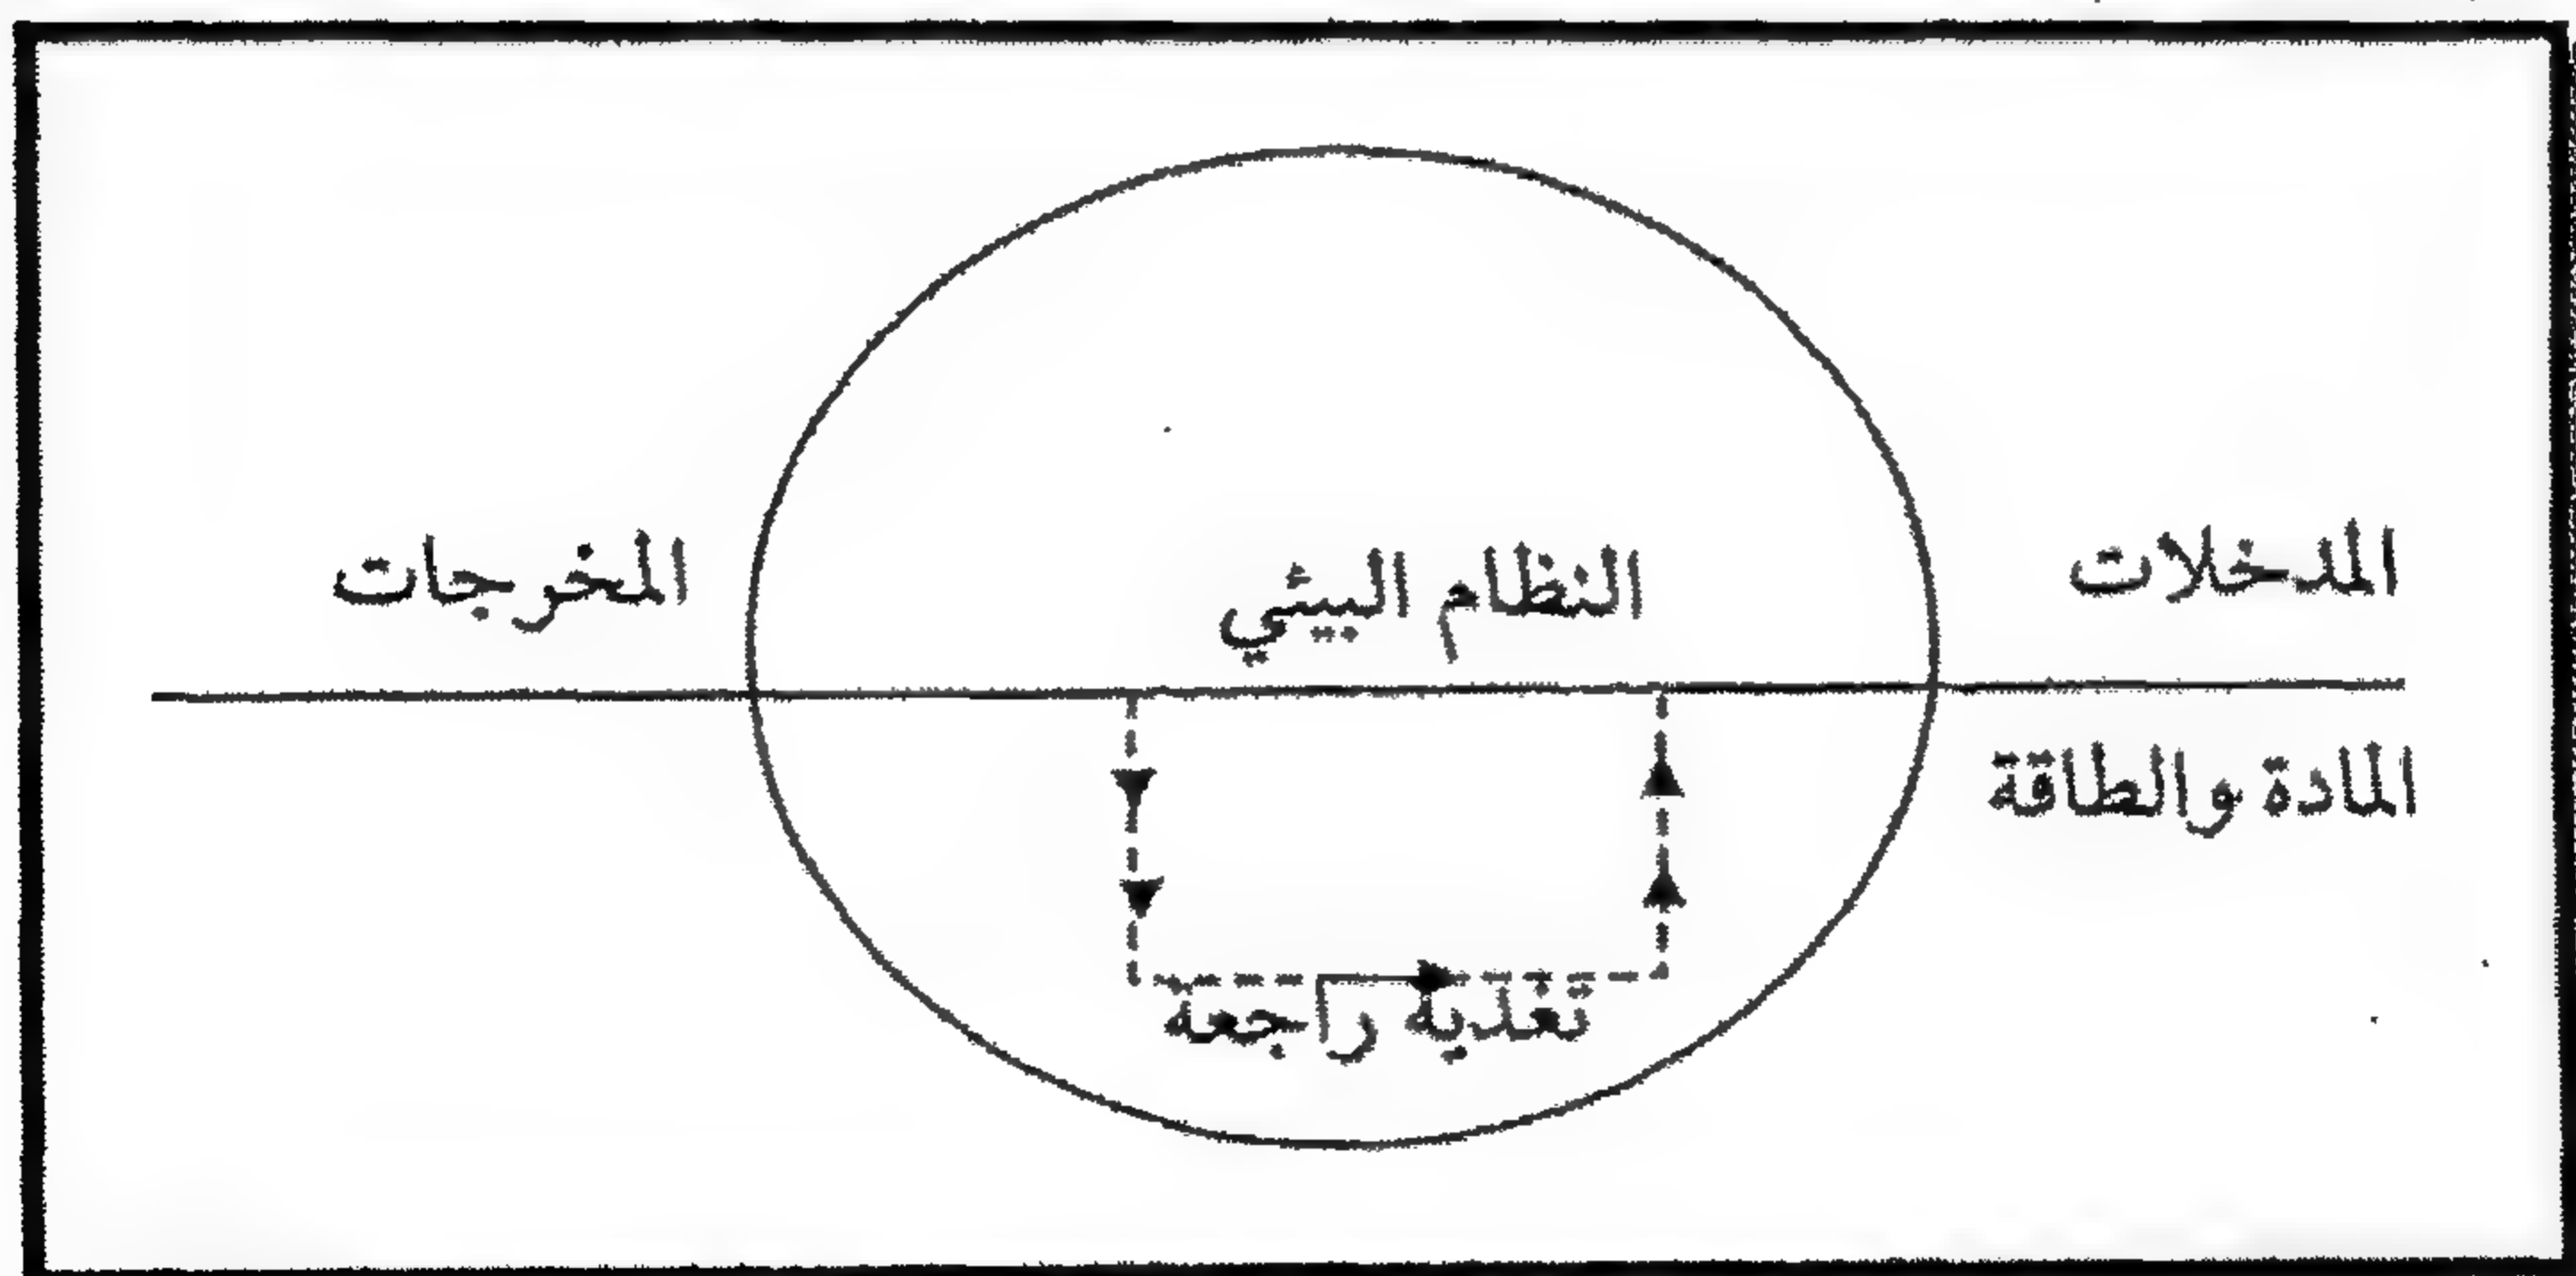 المدخلات
النظام البيئي
المخرجات
المادة والطاقة
تغذية راجعة